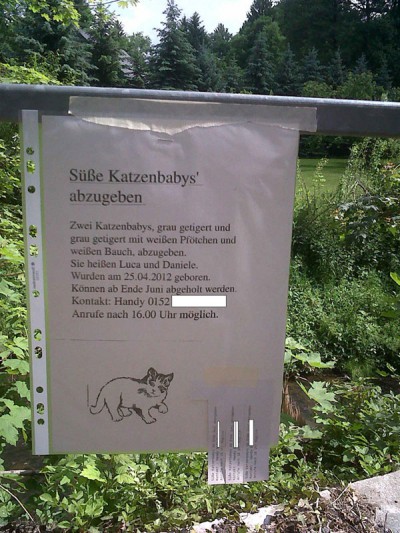 Süße Katzenbabys'
abzugeben
Zwei Katzenbabys, grau getigert und
grau getigert mit weißen Pfötchen und
weißen Bauch, abzugeben.
Sie heißen Luca und Daniele.
Wurden am 25.04.2012 geboren.
Können ab Ende Juni abgeholt werden.
Kontakt: Handy 0152
Anrufe nach 16.00 Uhr möglich.